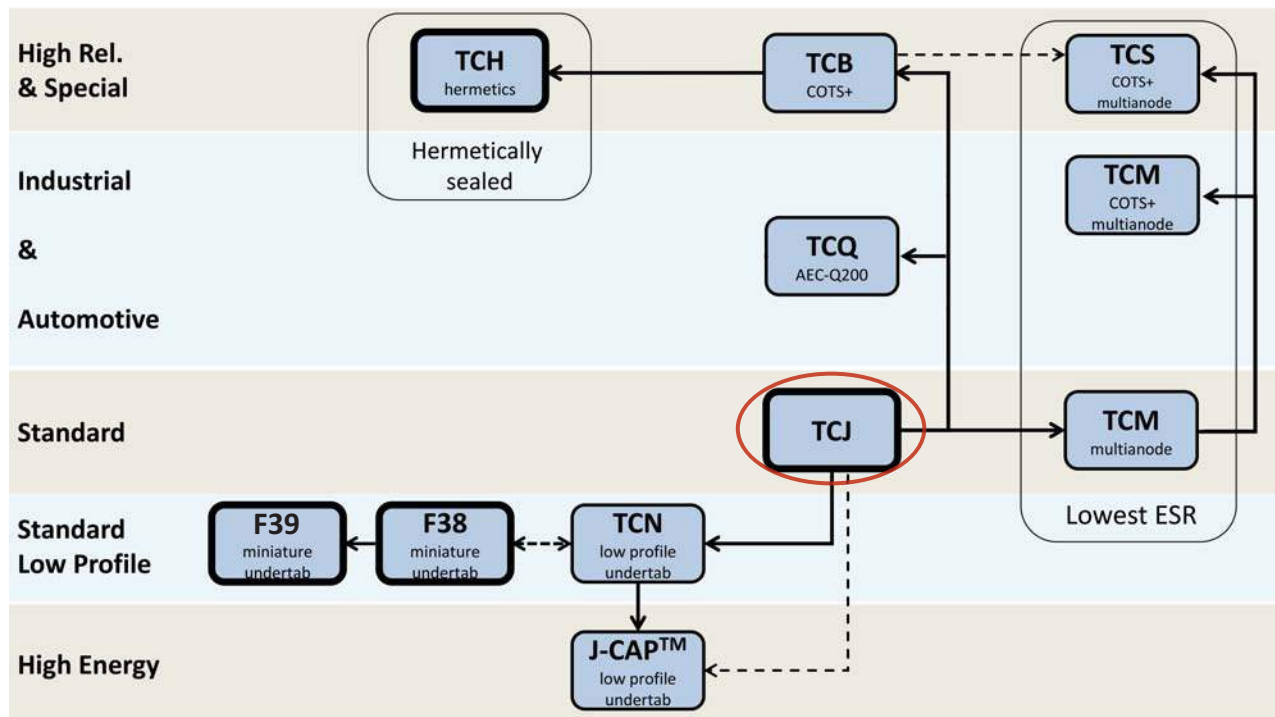 High Rel.
& Special
TCH
hermetics
TCB
COTS+
TCS
COTS+
multianode
Hermetically
sealed
Industrial
&
Automotive
TCM
COTS+
multianode
TCQ
AEC-Q200
Standard
TCJ
TCM
multianode
Lowest ESR
Standard
Low Profile
F39
miniature
undertab
F38
miniature
undertab
TCN
low profile
undertab
High Energy
J-CAP™
low profile
undertab